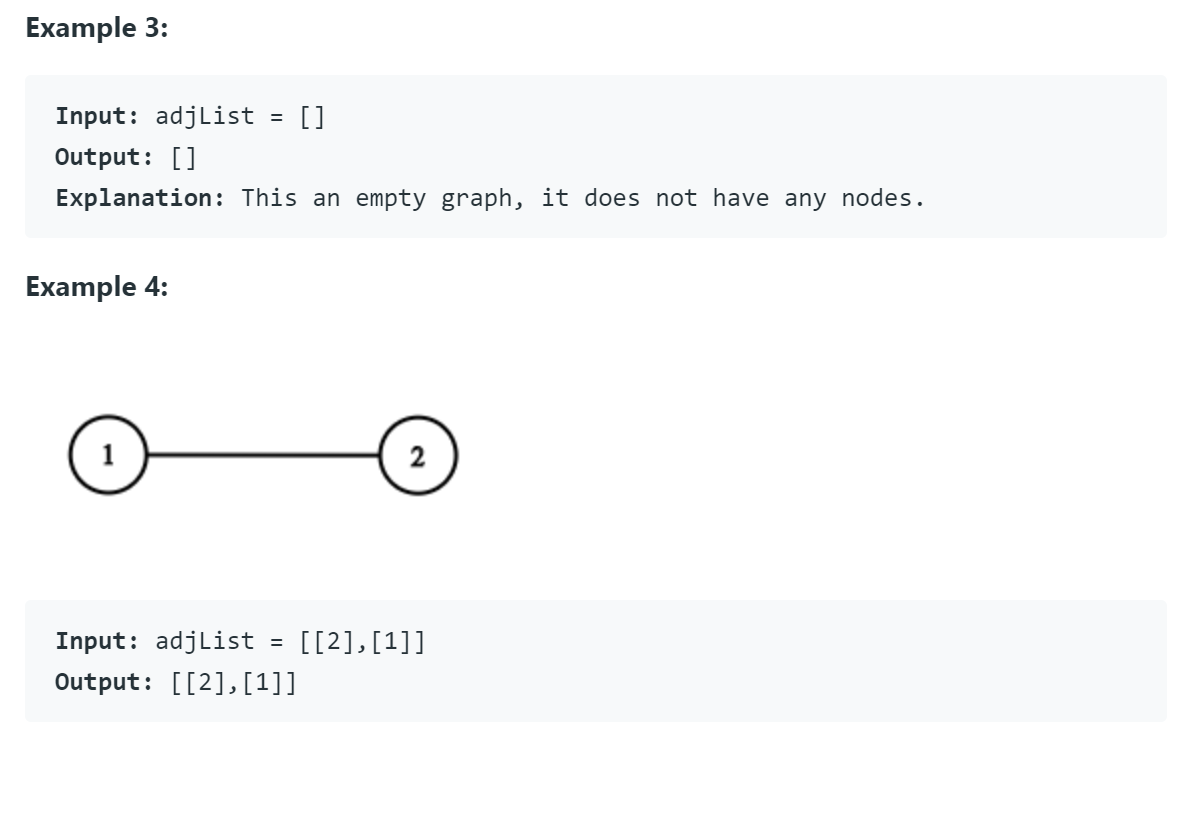 Example 3:
Input: adjList = []
Output: []
Explanation: This an empty graph, it does not have any nodes.
Example 4:
1 2
Input: adjList = [[2],[1]]
Output: [[2],[1]]